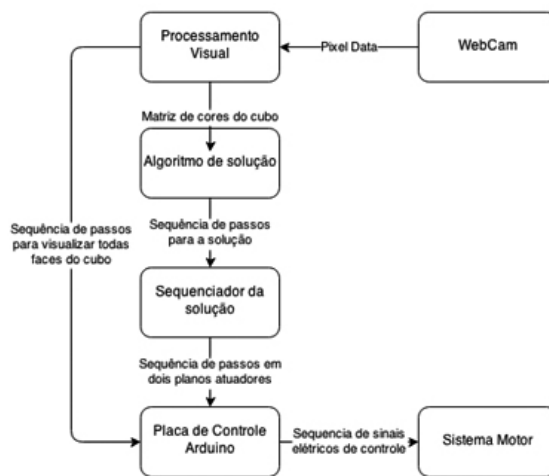 Processamento
Visual
Pixel Data
WebCam
Matriz de cores do cubo
Algoritmo de solução
Sequência de passos
para visualizar todas
faces do cubo
Sequência de passos
para a solução
Sequenciador da
solução
Sequência de passos em
dois planos atuadores
Placa de Controle
Arduino
Sequencia de sinais
elétricos de controle
Sistema Motor